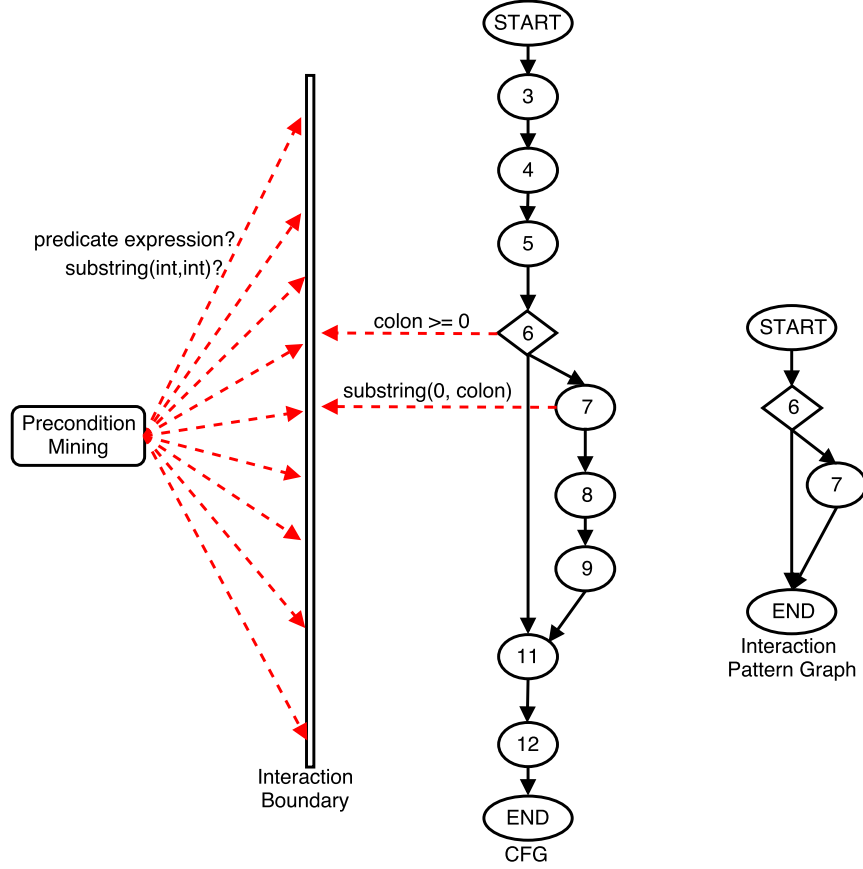 START
3
4
5
predicate expression?
substring(int,int)?
colon >= 0
6
substring(0, colon)
7
Precondition
Mining
8
9
11
12
Interaction
Boundary
END
CFG
START
6
7
END
Interaction
Pattern Graph